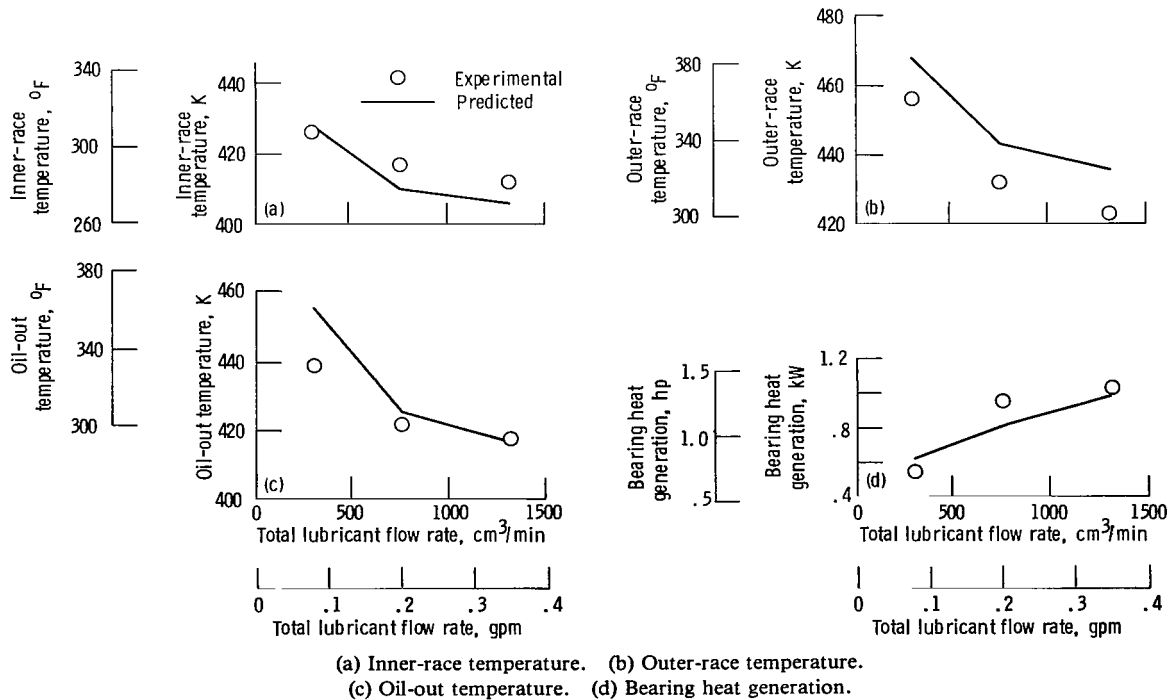 340
300
260
Inner-race temperature, °F
440
420
400
Inner-race temperature, K
Experimental
Predicted
(a)
380
340
300
Outer-race temperature, °F
480
460
440
420
Outer-race temperature, K
(b)
380
340
300
Oil-out temperature, °F
460
440
420
400
Oil-out temperature, K
(c)
0 500 1000 1500
Total lubricant flow rate, cm³/min
0 .1 .2 .3 .4
Total lubricant flow rate, gpm
1.5
1.0
.5
Bearing heat generation, hp
1.2
.8
.4
Bearing heat generation, kW
(d)
0 500 1000 1500
Total lubricant flow rate, cm³/min
0 .1 .2 .3 .4
Total lubricant flow rate, gpm
(a) Inner-race temperature. (b) Outer-race temperature.
(c) Oil-out temperature. (d) Bearing heat generation.